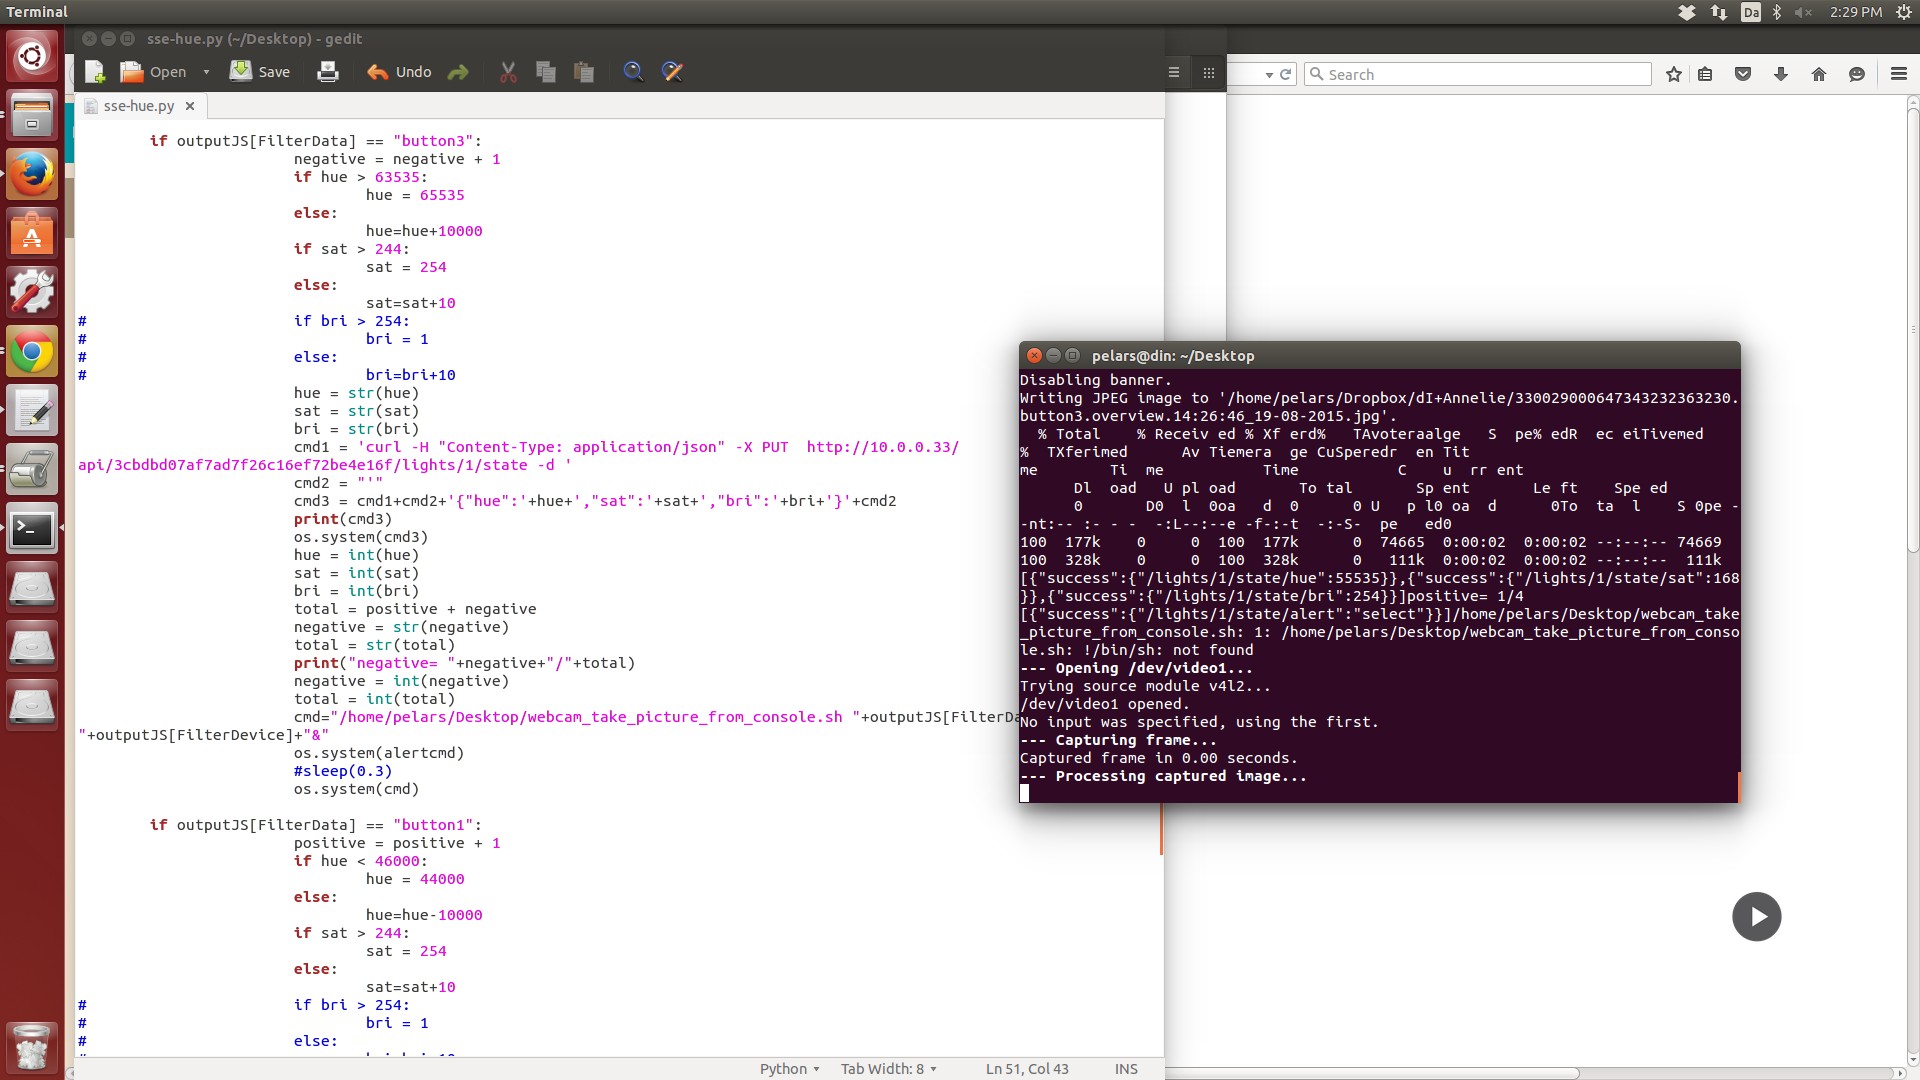 Terminal
Da
2:29 PM
sse-hue.py (~/Desktop) - gedit
Open Save Undo
Search
sse-hue.py
if outputJS[FilterData] == "button3":
negative = negative + 1
if hue > 63535:
hue = 65535
else:
hue=hue+10000
if sat > 244:
sat = 254
else:
sat=sat+10
# if bri > 254:
# bri = 1
# else:
# bri=bri+10
hue = str(hue)
sat = str(sat)
bri = str(bri)
cmd1 = 'curl -H "Content-Type: application/json" -X PUT  http://10.0.0.33/
api/3cbdbd07af7ad7f26c16ef72be4e16f/lights/1/state -d '
cmd2 = "'"
cmd3 = cmd1+cmd2+'{"hue":'+hue+',"sat":'+sat+',"bri":'+bri+'}'+cmd2
print(cmd3)
os.system(cmd3)
hue = int(hue)
sat = int(sat)
bri = int(bri)
total = positive + negative
negative = str(negative)
total = str(total)
print("negative= "+negative+"/"+total)
negative = int(negative)
total = int(total)
cmd="/home/pelars/Desktop/webcam_take_picture_from_console.sh "+outputJS[FilterDa
"+outputJS[FilterDevice]+"&"
os.system(alertcmd)
#sleep(0.3)
os.system(cmd)
if outputJS[FilterData] == "button1":
positive = positive + 1
if hue < 46000:
hue = 44000
else:
hue=hue-10000
if sat > 244:
sat = 254
else:
sat=sat+10
# if bri > 254:
# bri = 1
# else:
Python Tab Width: 8 Ln 51, Col 43 INS
pelars@din: ~/Desktop
Disabling banner.
Writing JPEG image to '/home/pelars/Dropbox/dI+Annelie/330029000647343232363230.
button3.overview.14:26:46_19-08-2015.jpg'.
% Total    % Receiv ed % Xf erd%   TAvoteraalge   S  pe% edR  ec eiTivemed
%  TXferimed      Av Tiemera  ge CuSperedr  en Tit
me        Ti  me           Time           C    u  rr ent
Dl  oad   U pl oad       To tal        Sp ent       Le ft    Spe ed
0       D0  l  0oa   d  0      0 U   p l0 oa  d      0To  ta  l    S 0pe -
-nt:-- :- - -  -:L--:--e -f-:-t  -:-S-  pe   ed0
100  177k    0     0  100  177k      0  74665  0:00:02  0:00:02 --:--:-- 74669
100  328k    0     0  100  328k      0   111k  0:00:02  0:00:02 --:--:--  111k
[{"success":{"/lights/1/state/hue":55535}},{"success":{"/lights/1/state/sat":168
}},{"success":{"/lights/1/state/bri":254}}]positive= 1/4
[{"success":{"/lights/1/state/alert":"select"}}]/home/pelars/Desktop/webcam_take
_picture_from_console.sh: 1: /home/pelars/Desktop/webcam_take_picture_from_conso
le.sh: !/bin/sh: not found
--- Opening /dev/video1...
Trying source module v4l2...
/dev/video1 opened.
No input was specified, using the first.
--- Capturing frame...
Captured frame in 0.00 seconds.
--- Processing captured image...